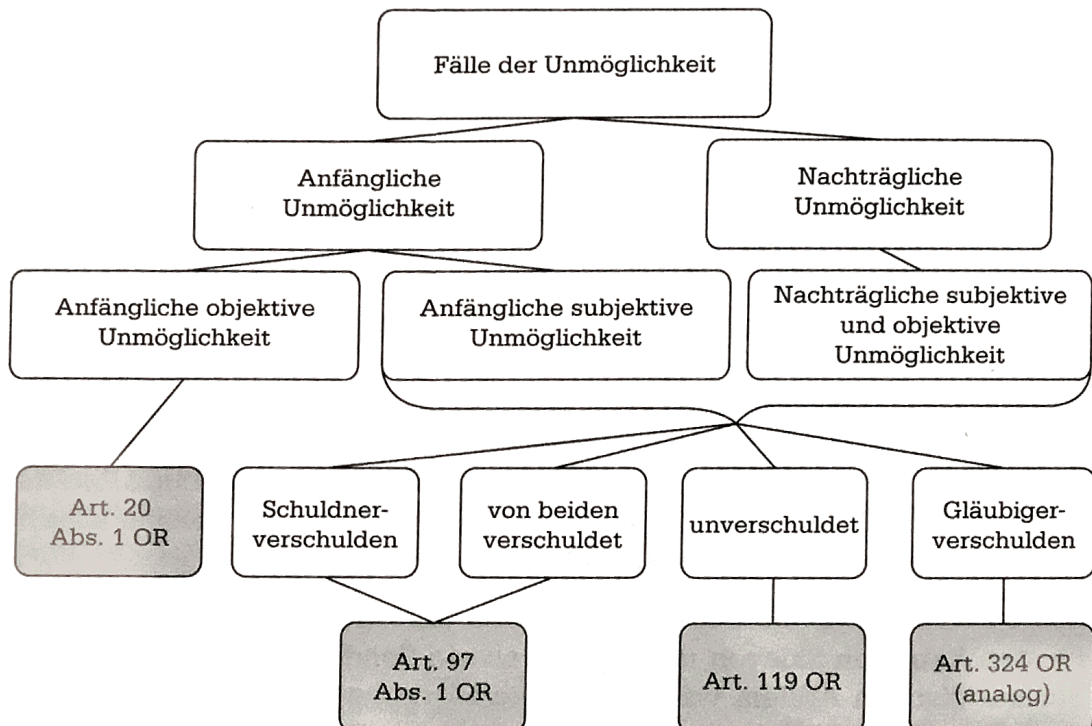 Fälle der Unmöglichkeit
Anfängliche
Unmöglichkeit
Nachträgliche
Unmöglichkeit
Anfängliche objektive
Unmöglichkeit
Anfängliche subjektive
Unmöglichkeit
Nachträgliche subjektive
und objektive
Unmöglichkeit
Art. 20
Abs. 1 OR
Schuldner-
verschulden
von beiden
verschuldet
unverschuldet
Gläubiger-
verschulden
Art. 97
Abs. 1 OR
Art. 119 OR
Art. 324 OR
(analog)